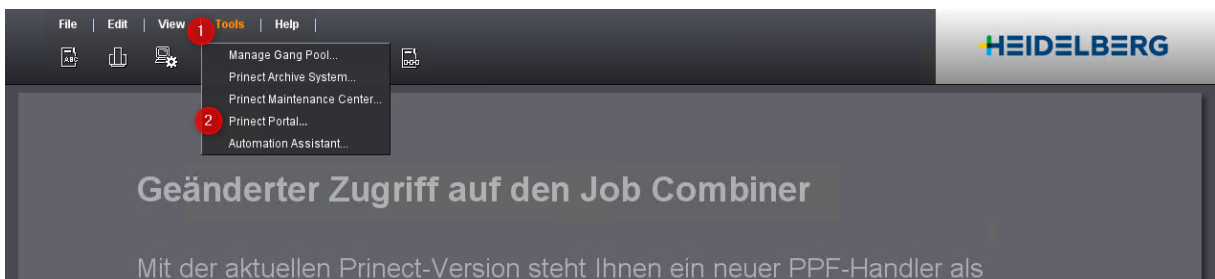 File | Edit | View | Tools | Help |
1
ABC
HEIDELBERG
Manage Gang Pool...
Prinect Archive System...
Prinect Maintenance Center...
2 Prinect Portal...
Automation Assistant...
Geänderter Zugriff auf den Job Combiner
Mit der aktuellen Prinect-Version steht Ihnen ein neuer PPF-Handler als